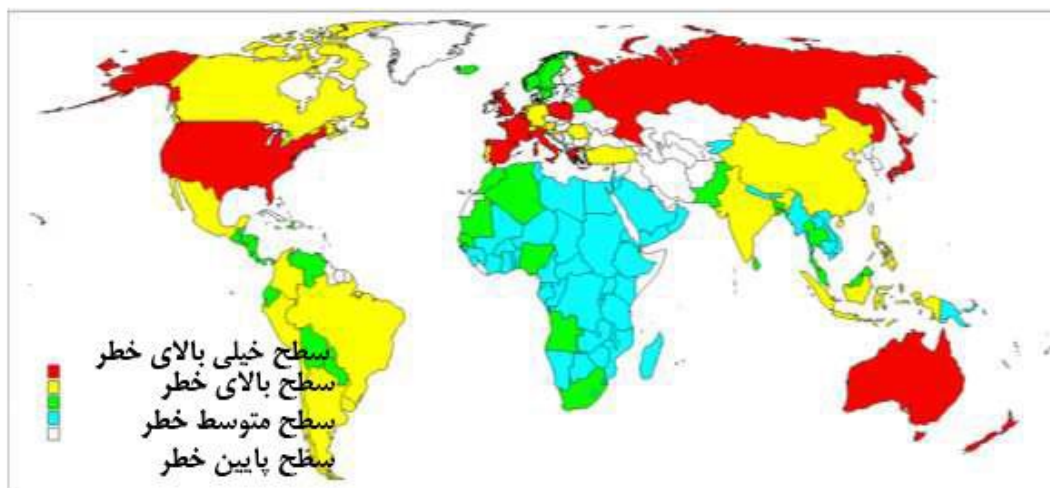 سطح خیلی بالای خطر
سطح بالای خطر
سطح متوسط خطر
سطح پایین خطر